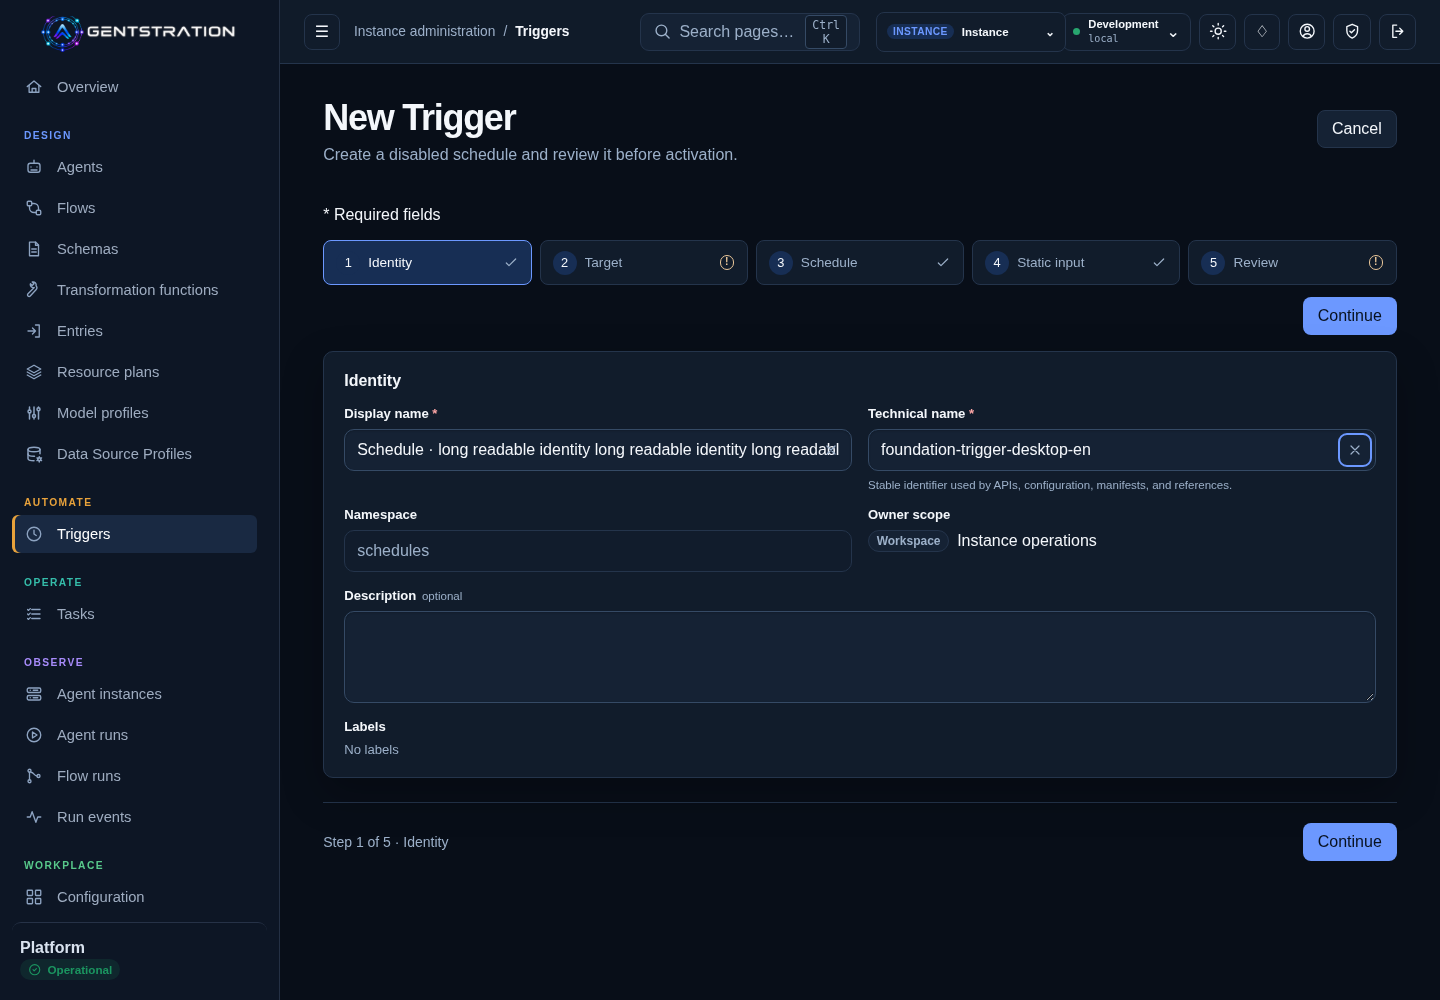 GENTSTRATION
Overview
DESIGN
Agents
Flows
Schemas
Transformation functions
Entries
Resource plans
Model profiles
Data Source Profiles
AUTOMATE
Triggers
OPERATE
Tasks
OBSERVE
Agent instances
Agent runs
Flow runs
Run events
WORKPLACE
Configuration
Platform
Operational
Instance administration / Triggers
Search pages…
Ctrl K
INSTANCE Instance
Development
local
New Trigger
Create a disabled schedule and review it before activation.
Cancel
* Required fields
1 Identity
2 Target
3 Schedule
4 Static input
5 Review
Continue
Identity
Display name *
Schedule · long readable identity long readable identity long readabl
Technical name *
foundation-trigger-desktop-en
Stable identifier used by APIs, configuration, manifests, and references.
Namespace
schedules
Owner scope
Workspace Instance operations
Description optional
Labels
No labels
Step 1 of 5 · Identity
Continue